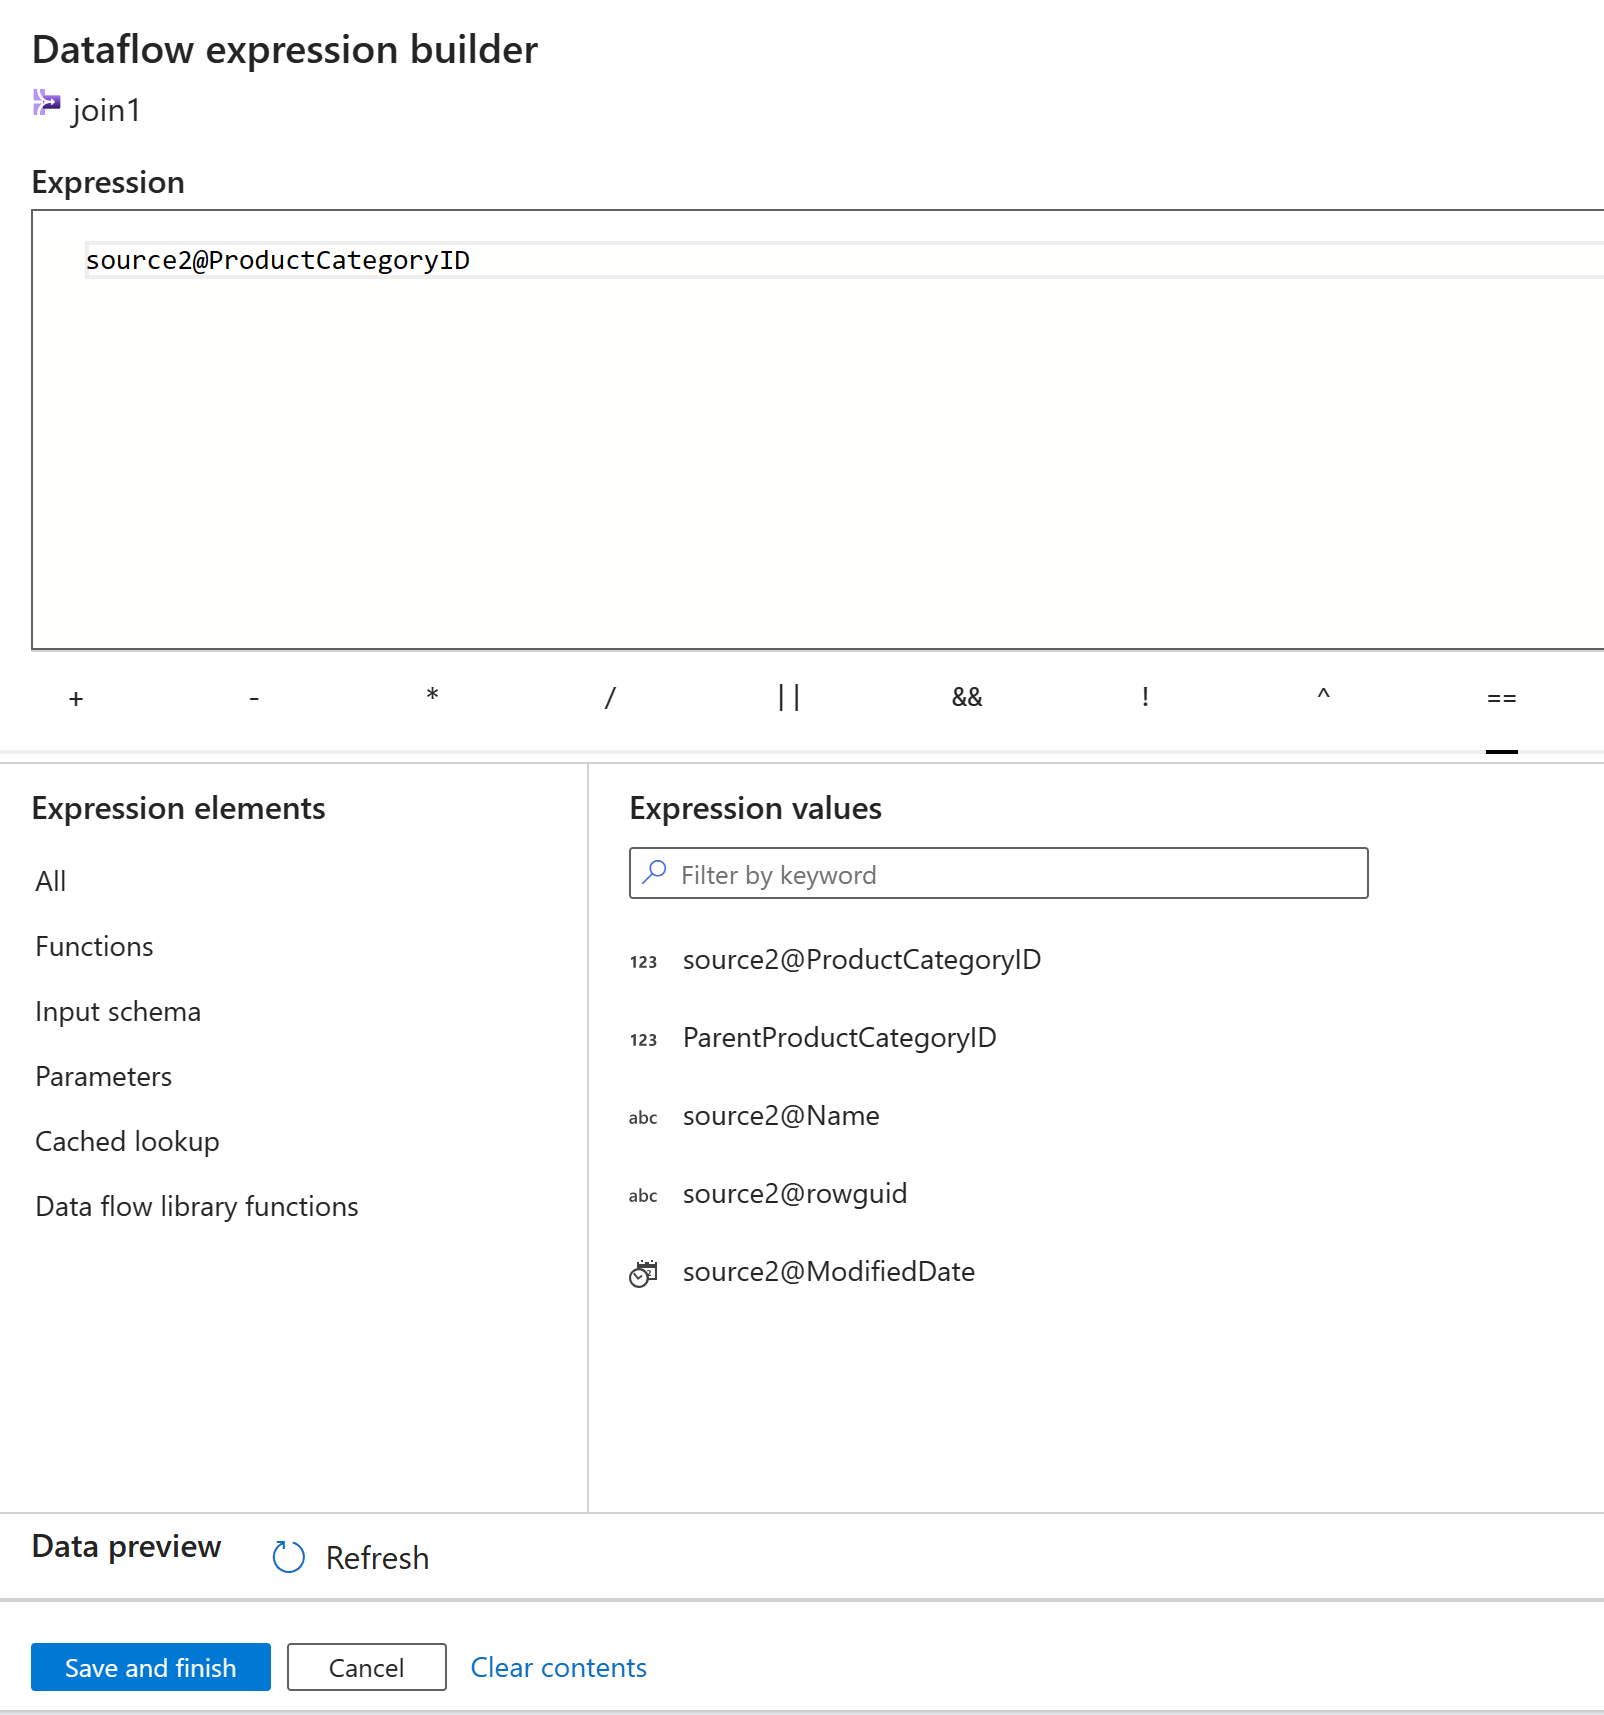 Dataflow expression builder
join1
Expression
source2@ProductCategoryID
+ - * / || && ! ^ ==
Expression elements
All
Functions
Input schema
Parameters
Cached lookup
Data flow library functions
Expression values
Filter by keyword
123 source2@ProductCategoryID
123 ParentProductCategoryID
abc source2@Name
abc source2@rowguid
source2@ModifiedDate
Data preview Refresh
Save and finish Cancel Clear contents